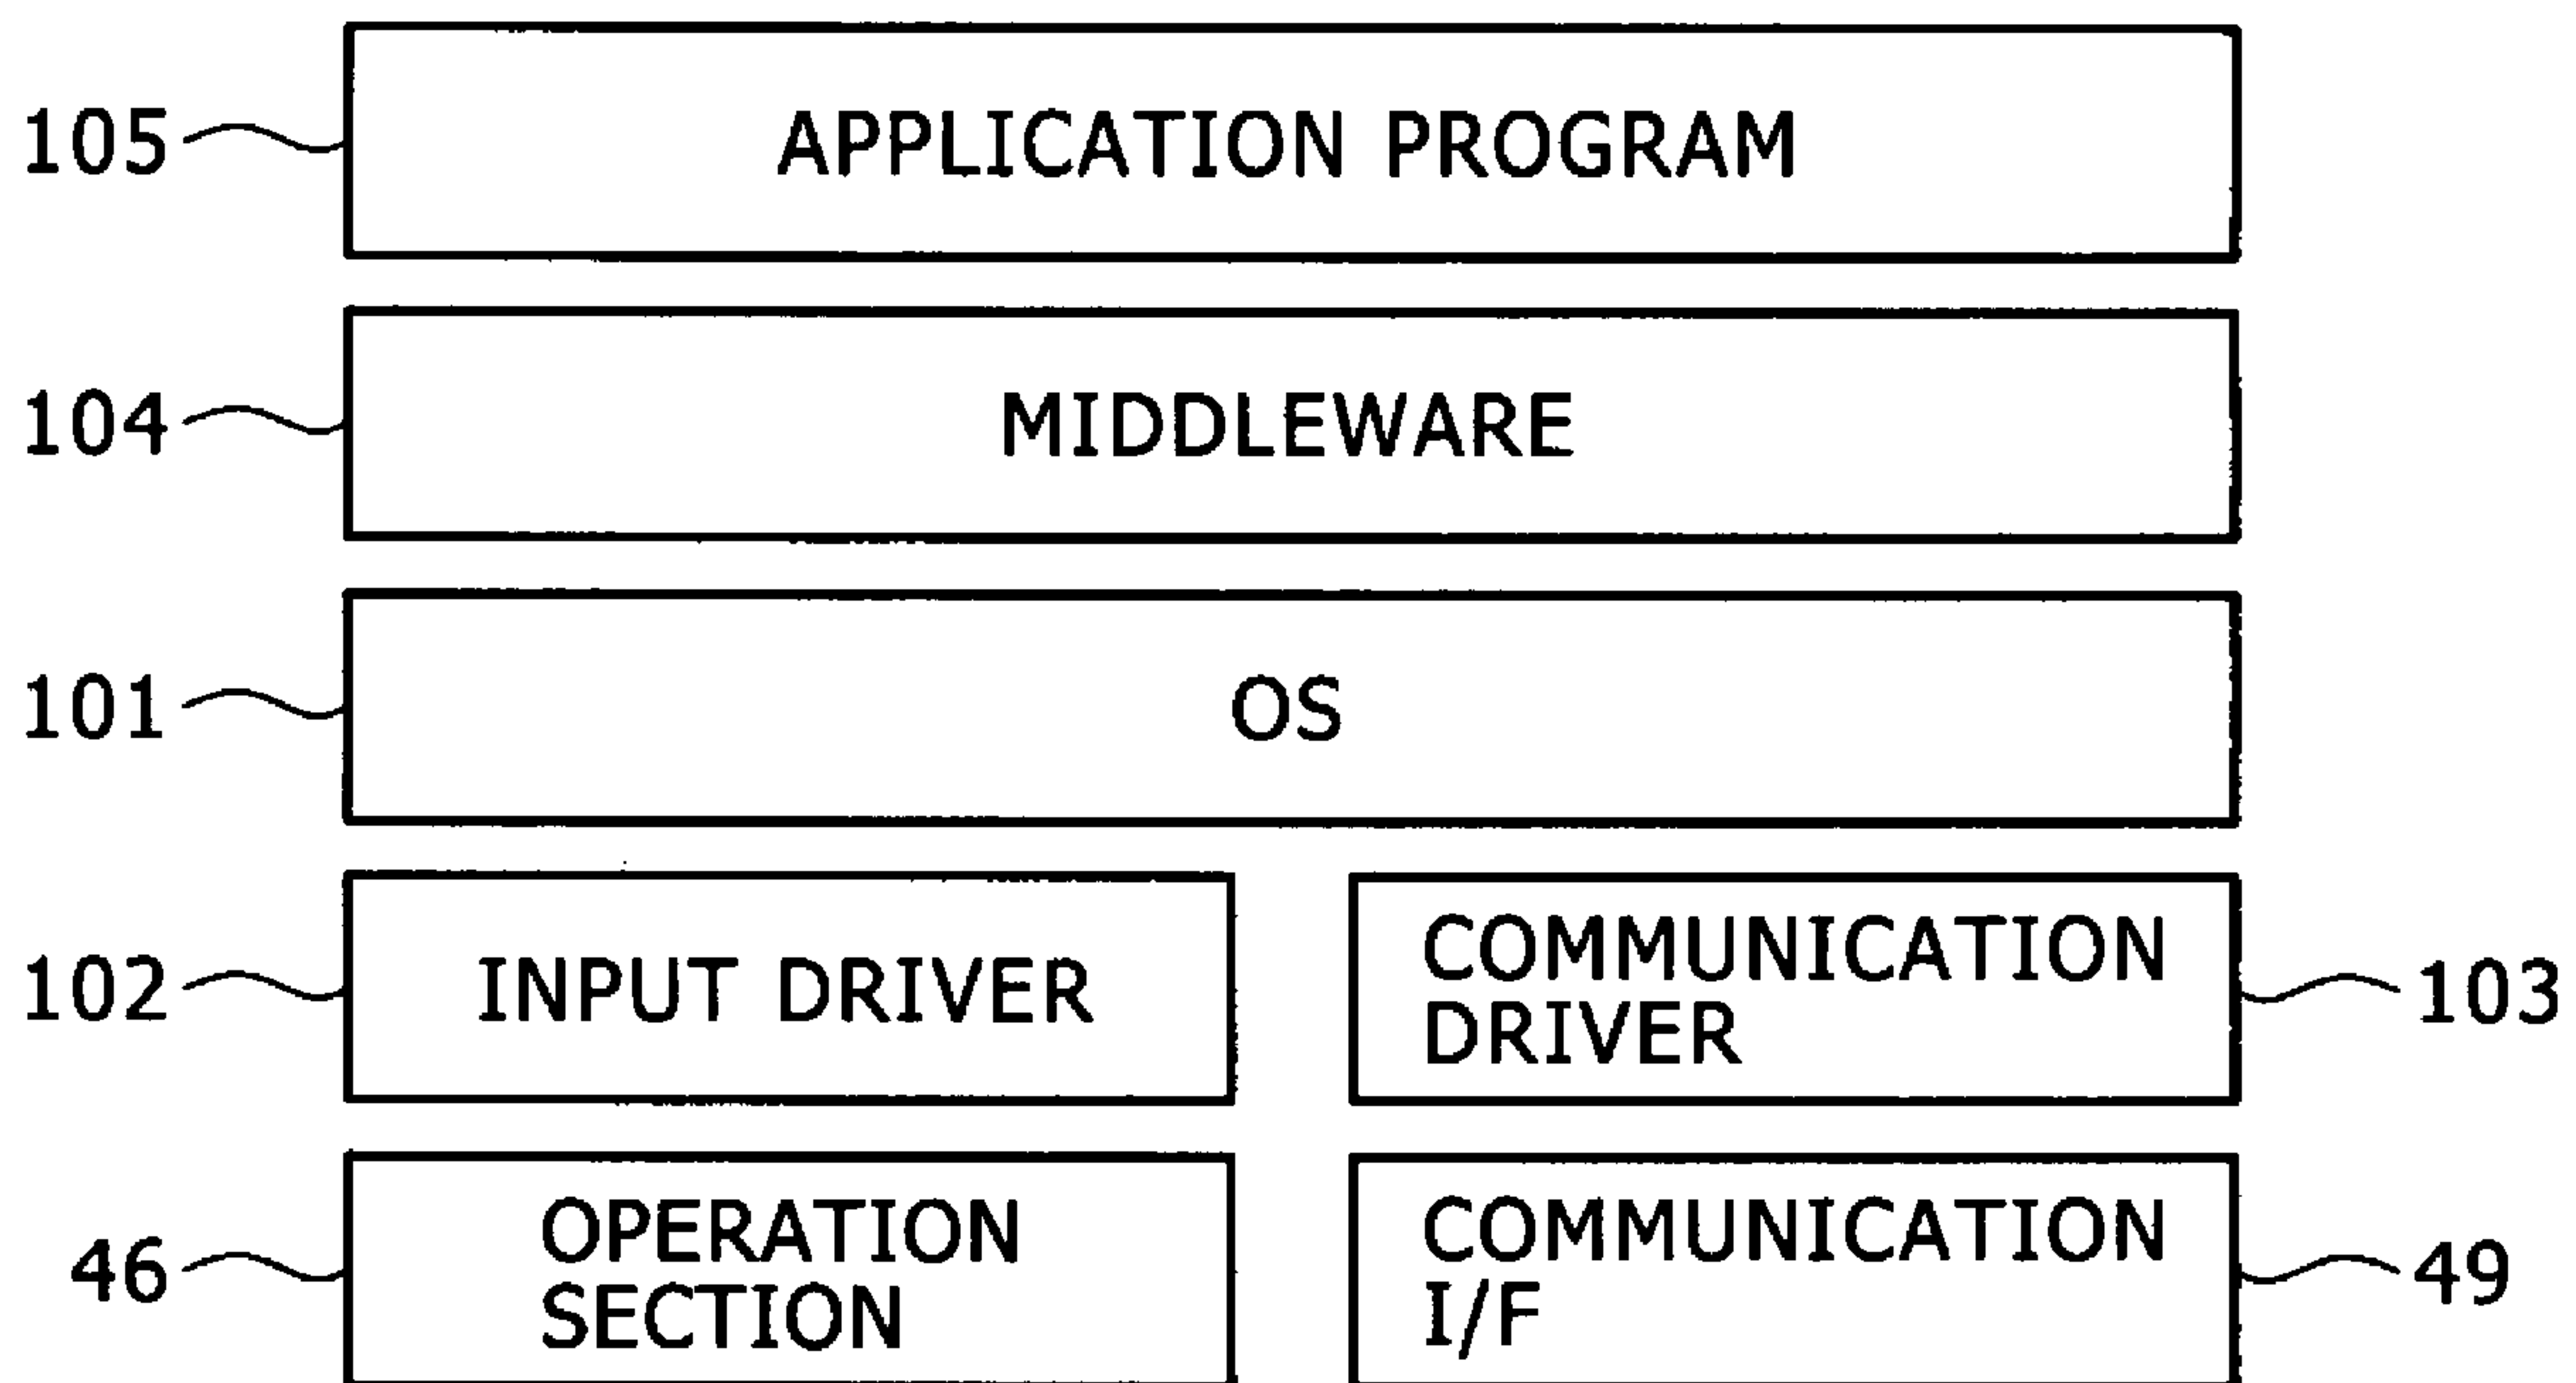 105 APPLICATION PROGRAM
104 MIDDLEWARE
101 OS
102 INPUT DRIVER
COMMUNICATION
DRIVER
103
46
OPERATION
SECTION
COMMUNICATION
I/F
49